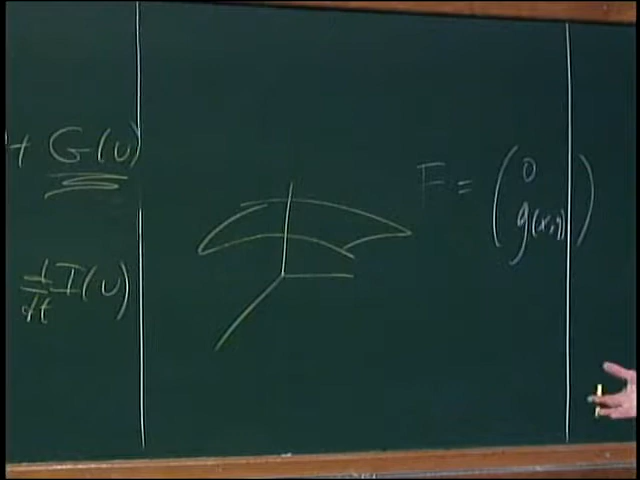 + G(u)
d/dt I(u)
F = ( 0
g(x,y) )